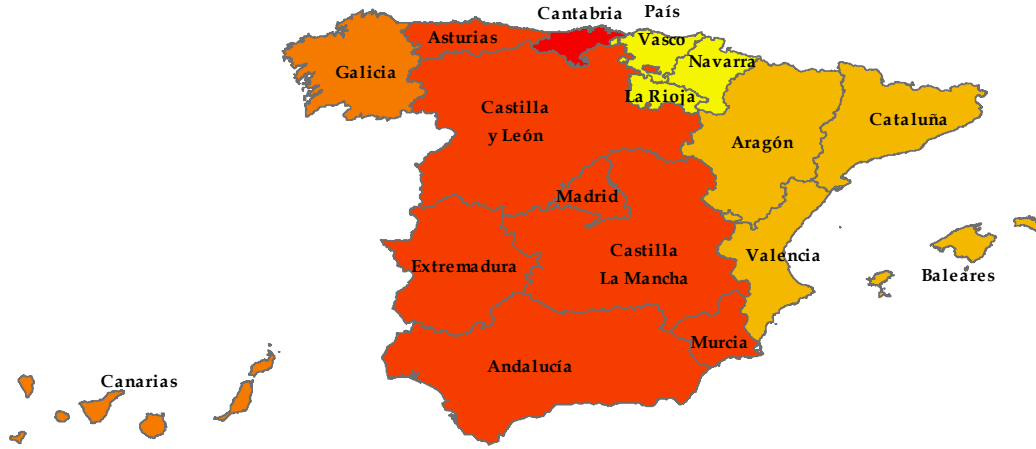 Cantabria
País
Vasco
Asturias
Navarra
Galicia
La Rioja
Castilla
y León
Cataluña
Aragón
Madrid
Castilla
La Mancha
Valencia
Extremadura
Baleares
Murcia
Andalucía
Canarias